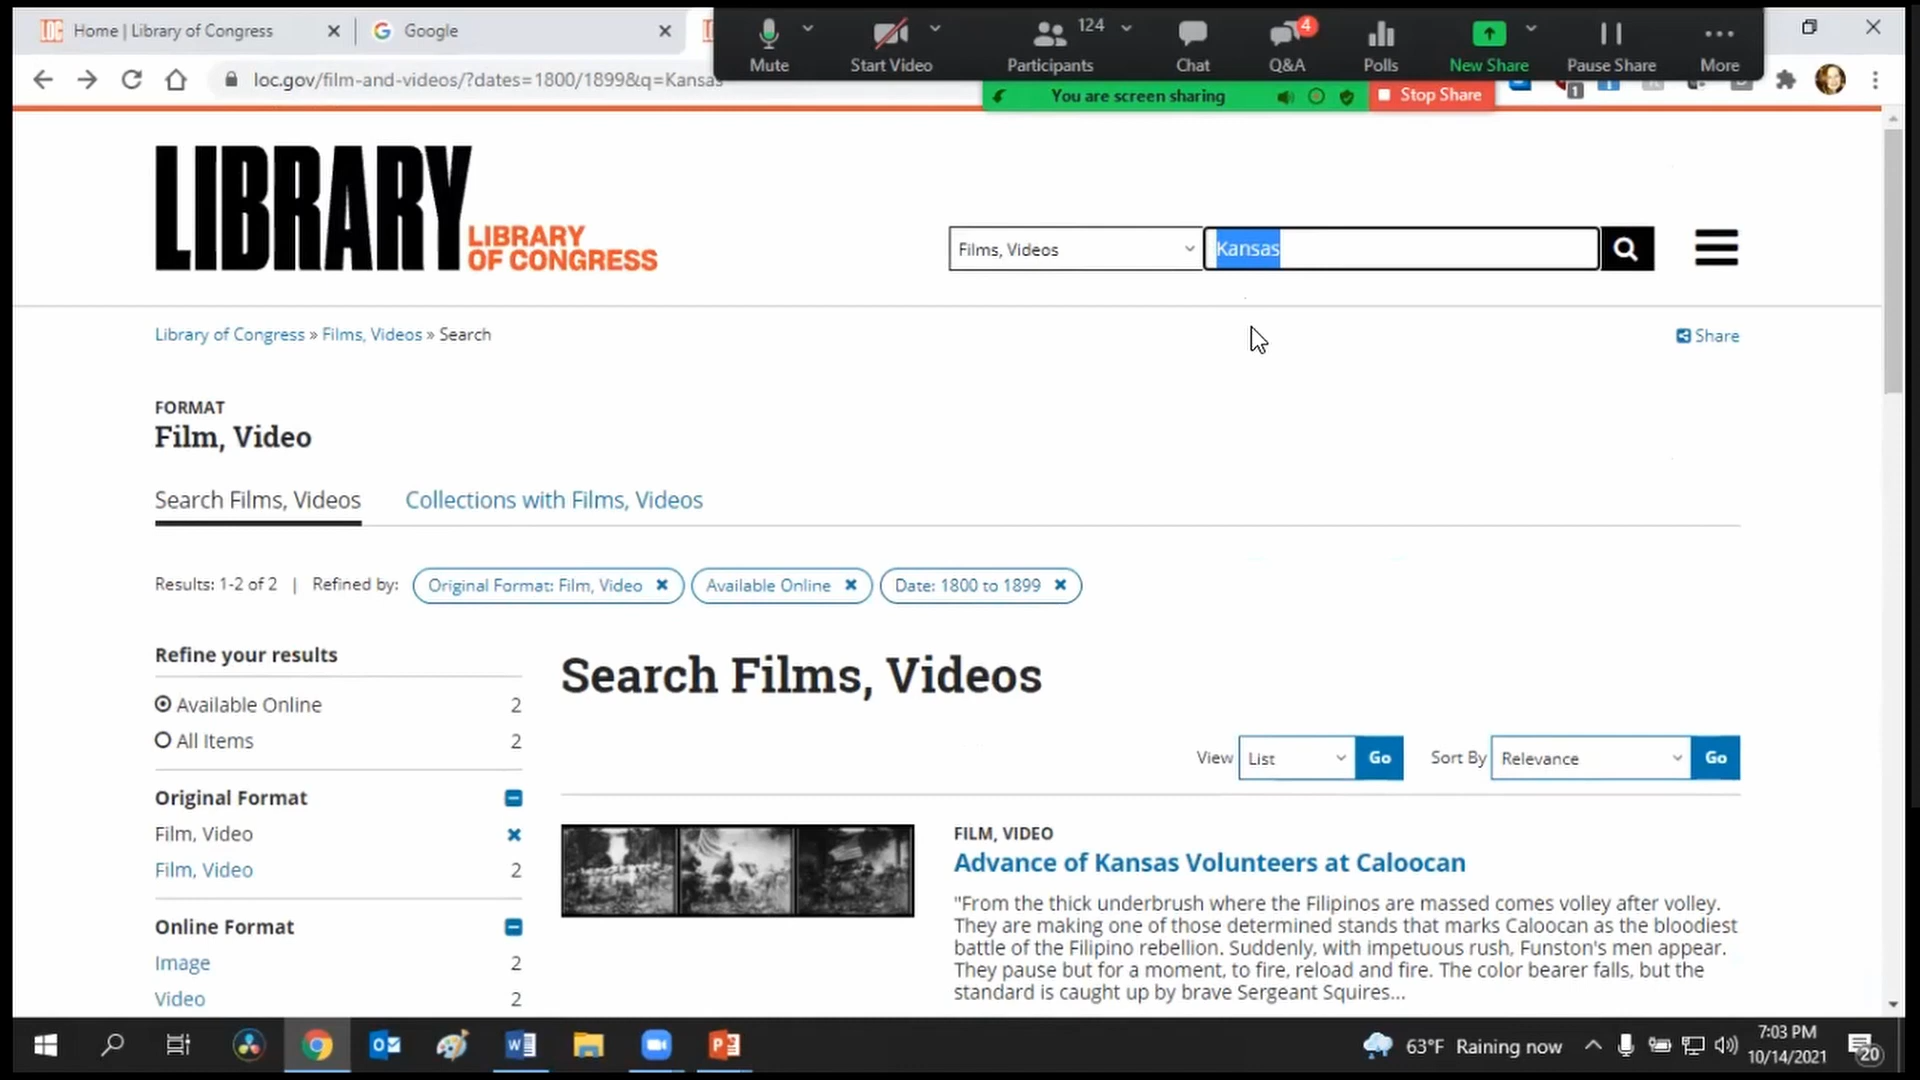 LOC Home | Library of Congress
Google
Mute
Start Video
Participants
124
Chat
Q&A
4
Polls
New Share
Pause Share
More
loc.gov/film-and-videos/?dates=1800/1899&q=Kansas
You are screen sharing
Stop Share
1
LIBRARY
LIBRARY
OF CONGRESS
Films, Videos
Kansas
Library of Congress » Films, Videos » Search
Share
FORMAT
Film, Video
Search Films, Videos
Collections with Films, Videos
Results: 1-2 of 2 | Refined by:
Original Format: Film, Video
Available Online
Date: 1800 to 1899
Refine your results
Available Online 2
All Items 2
Original Format
Film, Video
Film, Video 2
Online Format
Image 2
Video 2
Search Films, Videos
View List Go
Sort By Relevance Go
FILM, VIDEO
Advance of Kansas Volunteers at Caloocan
"From the thick underbrush where the Filipinos are massed comes volley after volley.
They are making one of those determined stands that marks Caloocan as the bloodiest
battle of the Filipino rebellion. Suddenly, with impetuous rush, Funston's men appear.
They pause but for a moment, to fire, reload and fire. The color bearer falls, but the
standard is caught up by brave Sergeant Squires...
63°F Raining now
7:03 PM
10/14/2021
20